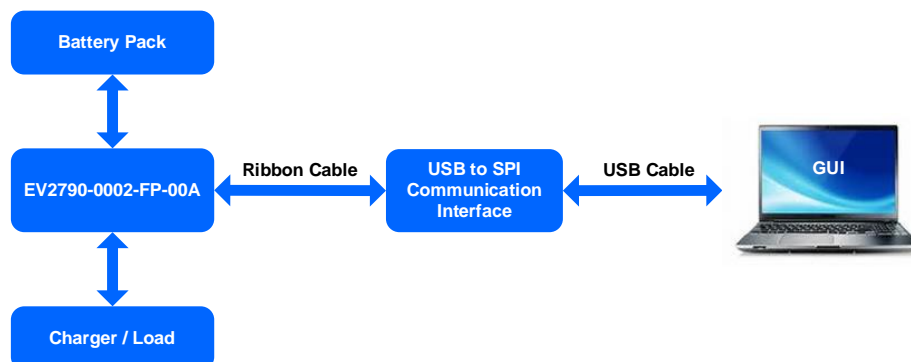 Battery Pack
EV2790-0002-FP-00A
Ribbon Cable
USB to SPI
Communication
Interface
USB Cable
GUI
Charger / Load